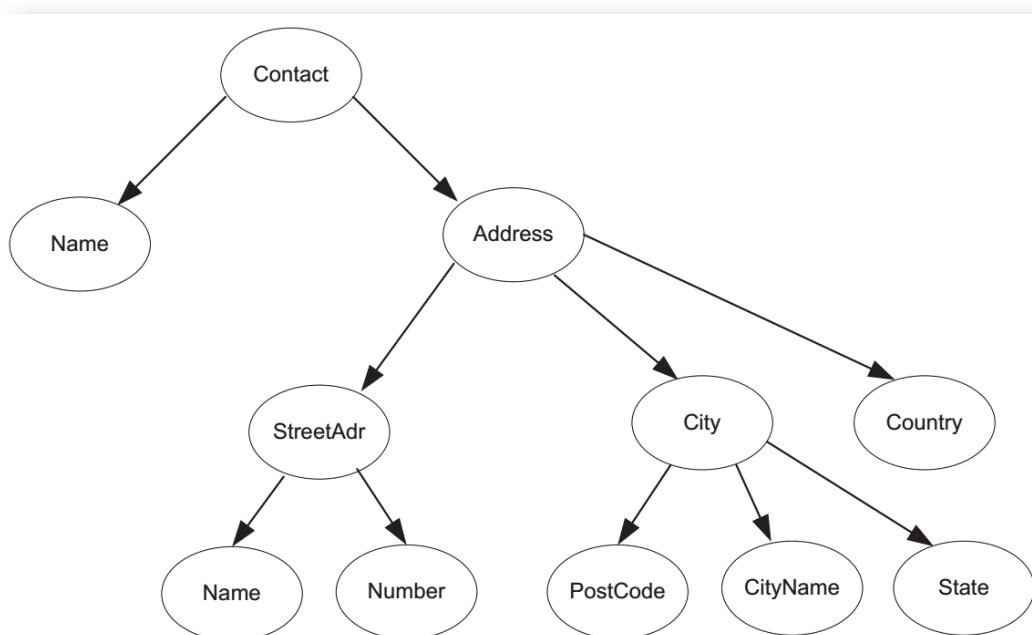 Contact
Name
Address
StreetAdr
City
Country
Name
Number
PostCode
CityName
State